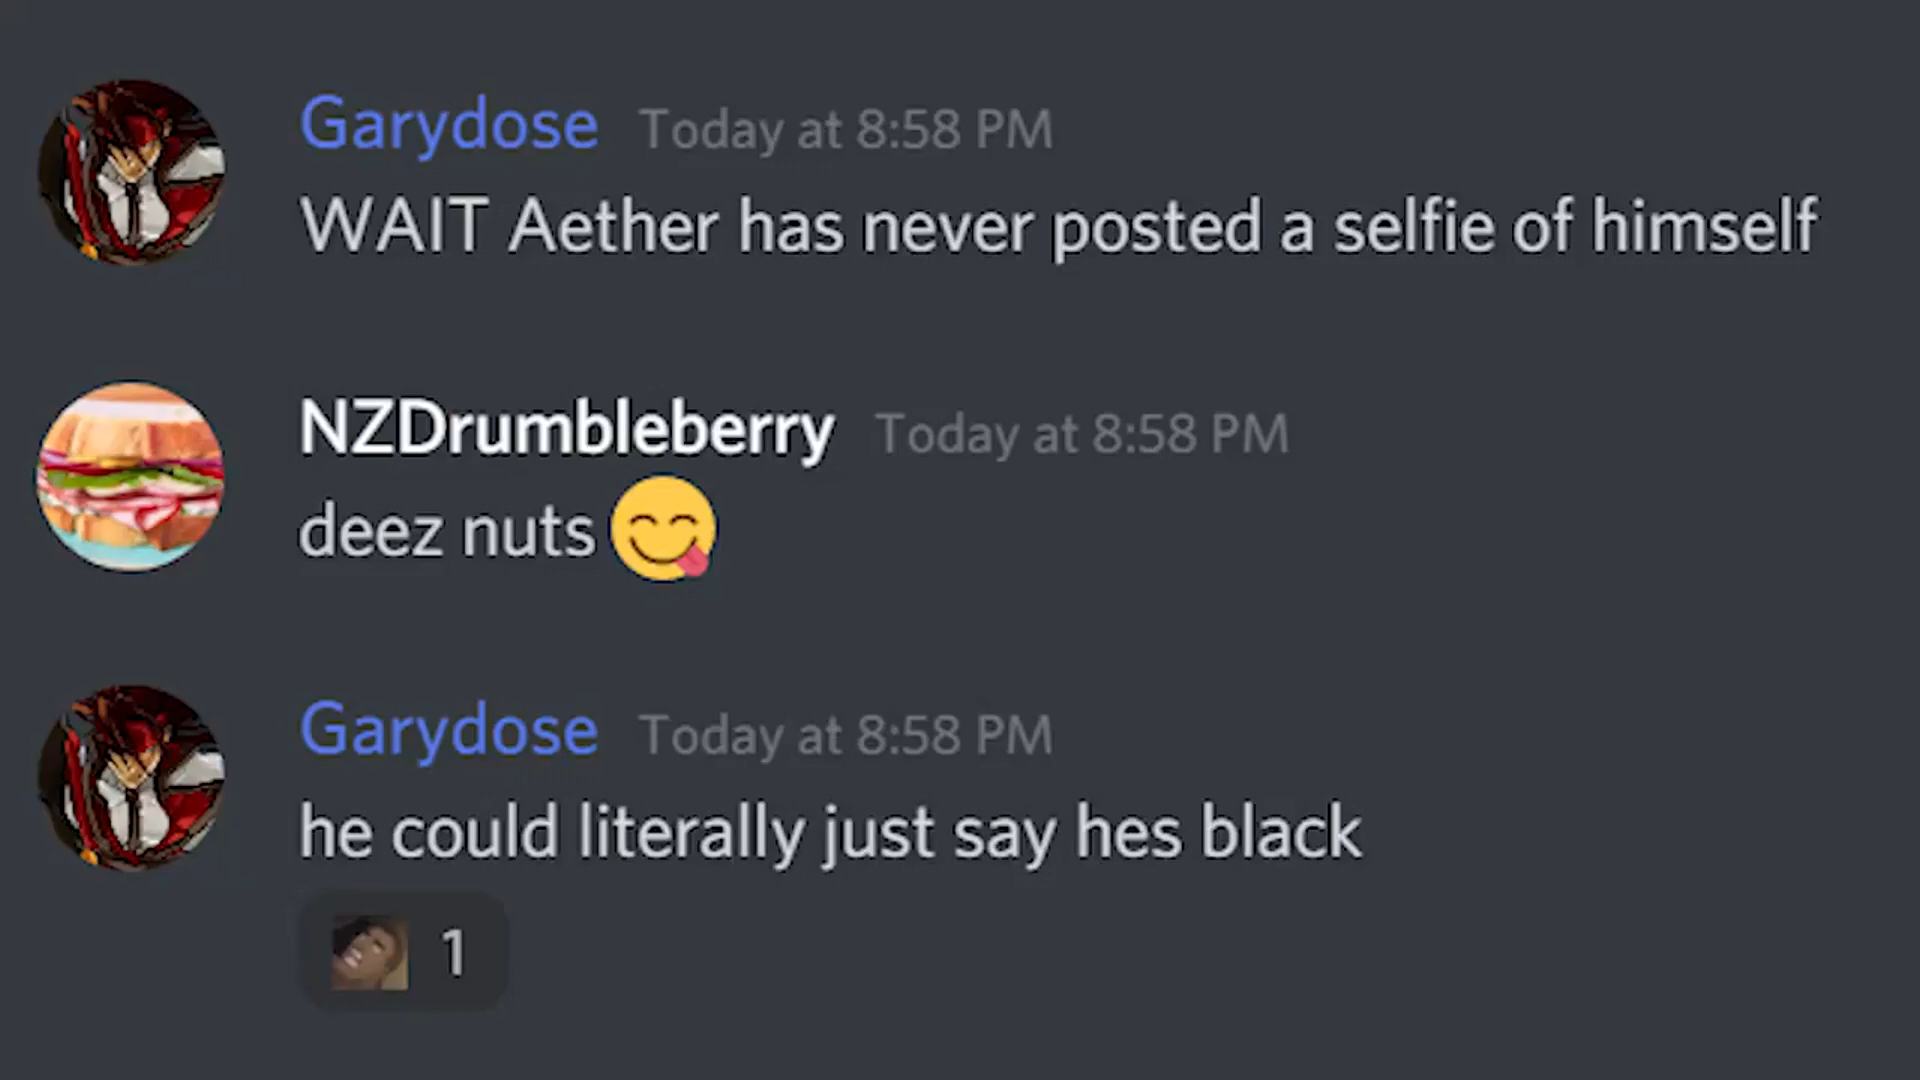 Garydose Today at 8:58 PM
WAIT Aether has never posted a selfie of himself
NZDrumbleberry Today at 8:58 PM
deez nuts 😋
Garydose Today at 8:58 PM
he could literally just say hes black
1